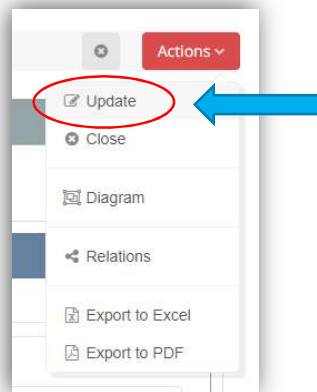 Actions
Update
Close
Diagram
Relations
Export to Excel
Export to PDF